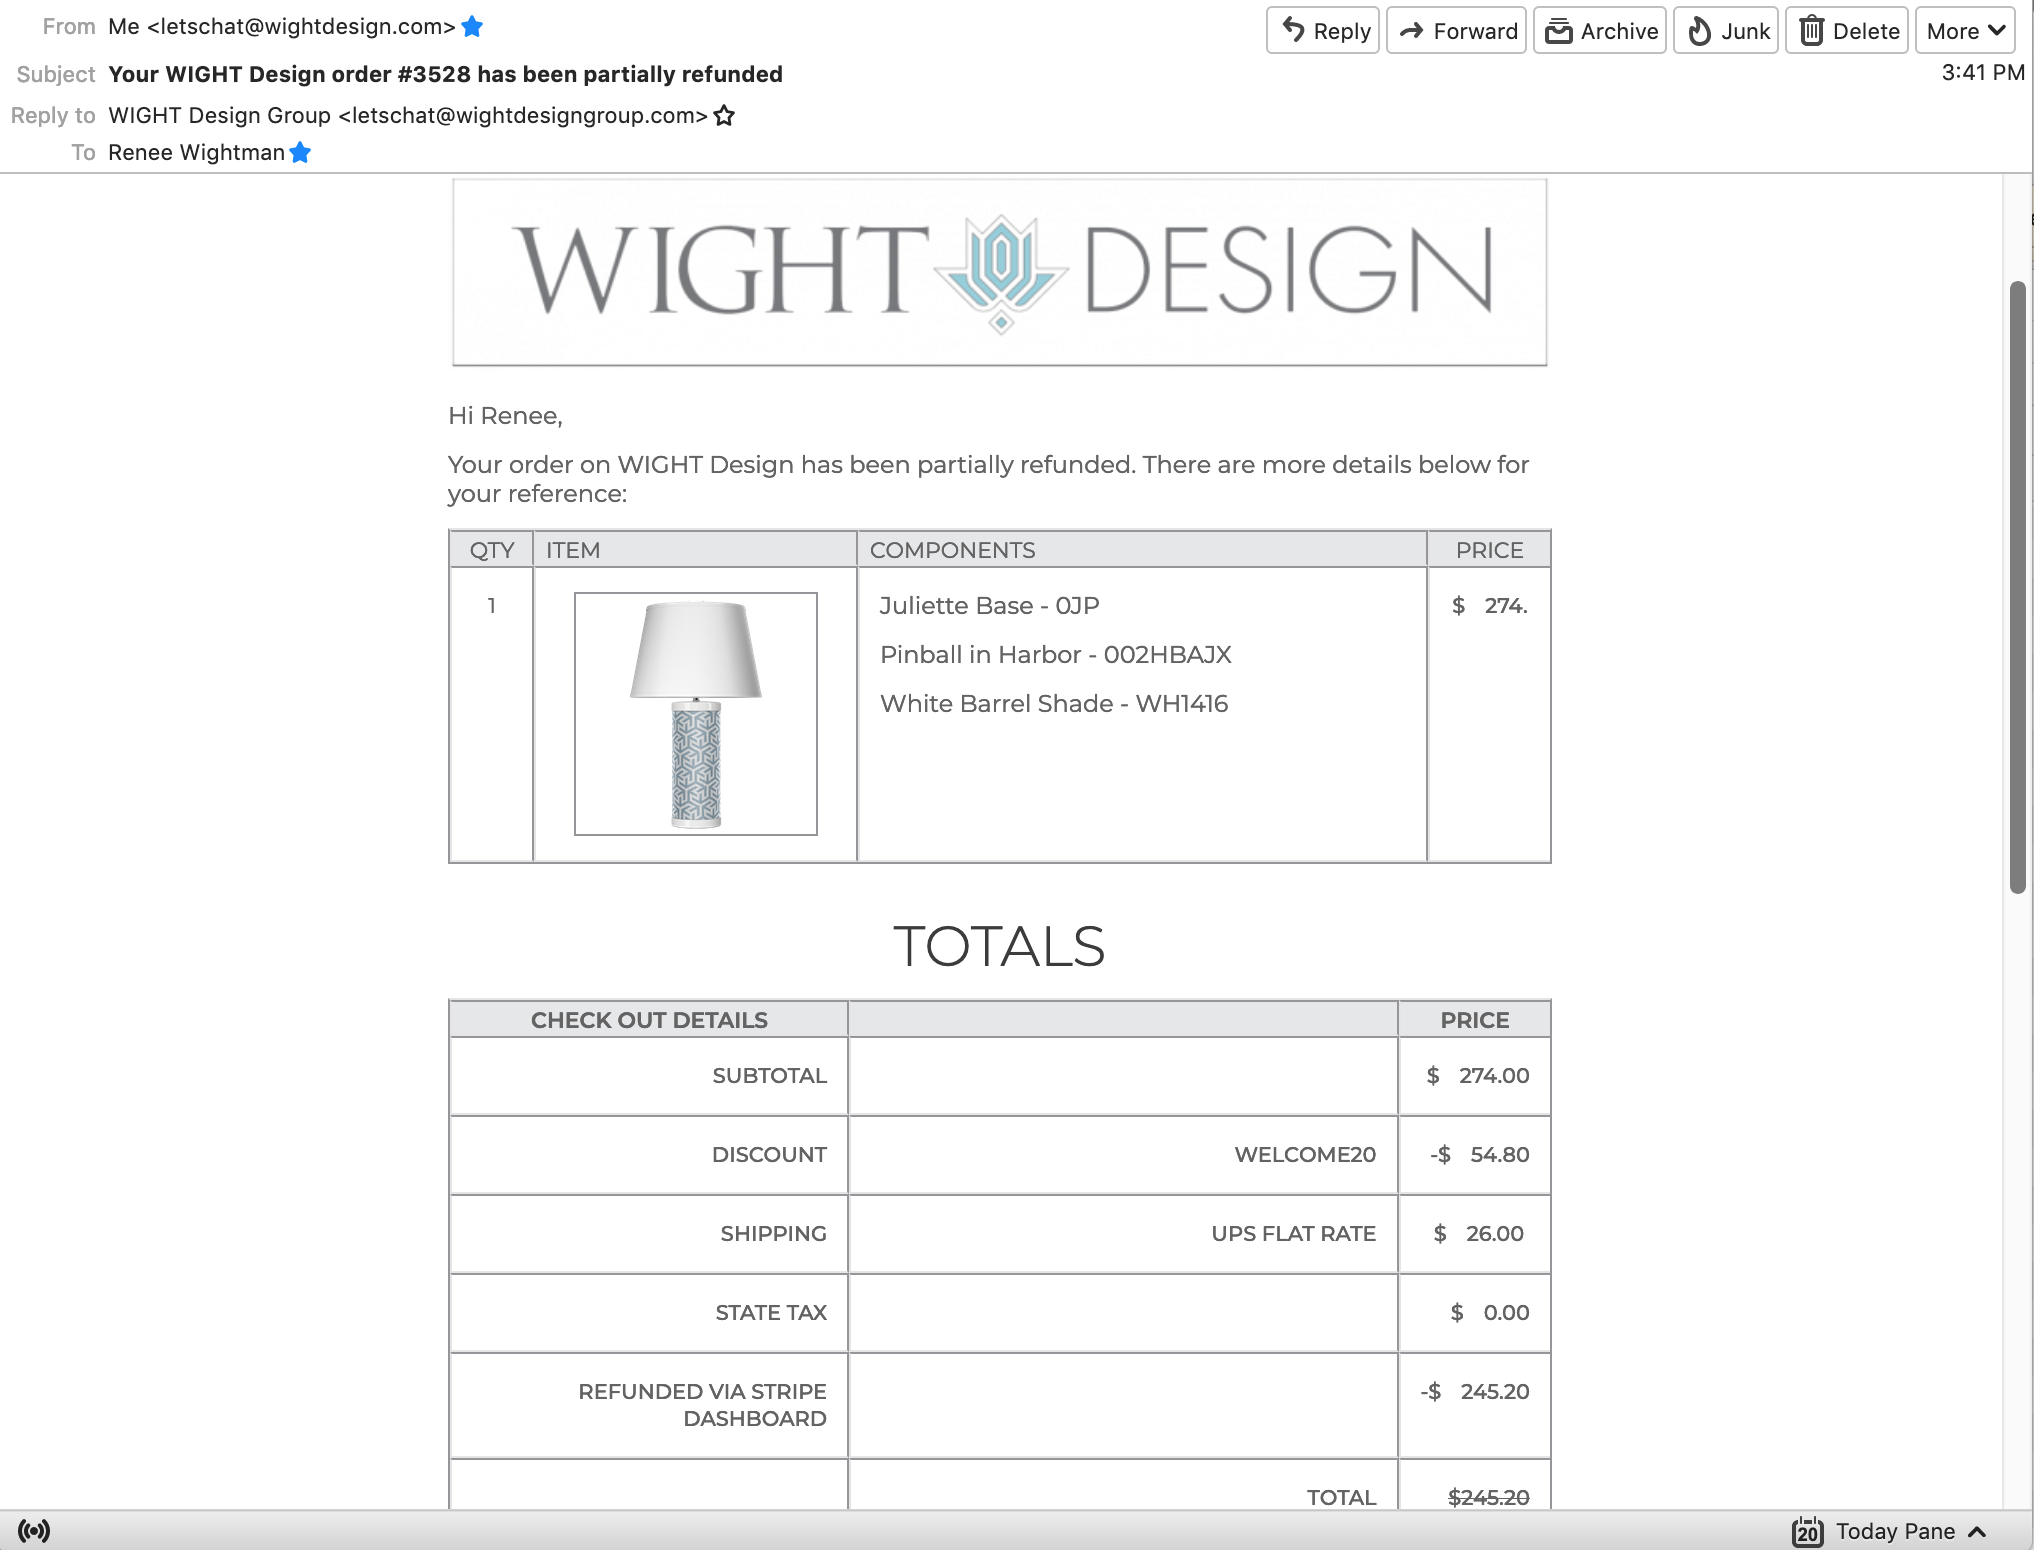 From Me <letschat@wightdesign.com>
Reply Forward Archive Junk Delete More
Subject Your WIGHT Design order #3528 has been partially refunded
3:41 PM
Reply to WIGHT Design Group <letschat@wightdesigngroup.com>
To Renee Wightman
WIGHT DESIGN
Hi Renee,
Your order on WIGHT Design has been partially refunded. There are more details below for
your reference:
QTY ITEM COMPONENTS PRICE
1 Juliette Base - 0JP $ 274.
Pinball in Harbor - 002HBAJX
White Barrel Shade - WH1416
TOTALS
CHECK OUT DETAILS PRICE
SUBTOTAL $ 274.00
DISCOUNT WELCOME20 -$ 54.80
SHIPPING UPS FLAT RATE $ 26.00
STATE TAX $ 0.00
REFUNDED VIA STRIPE -$ 245.20
DASHBOARD
TOTAL $245.20
20 Today Pane